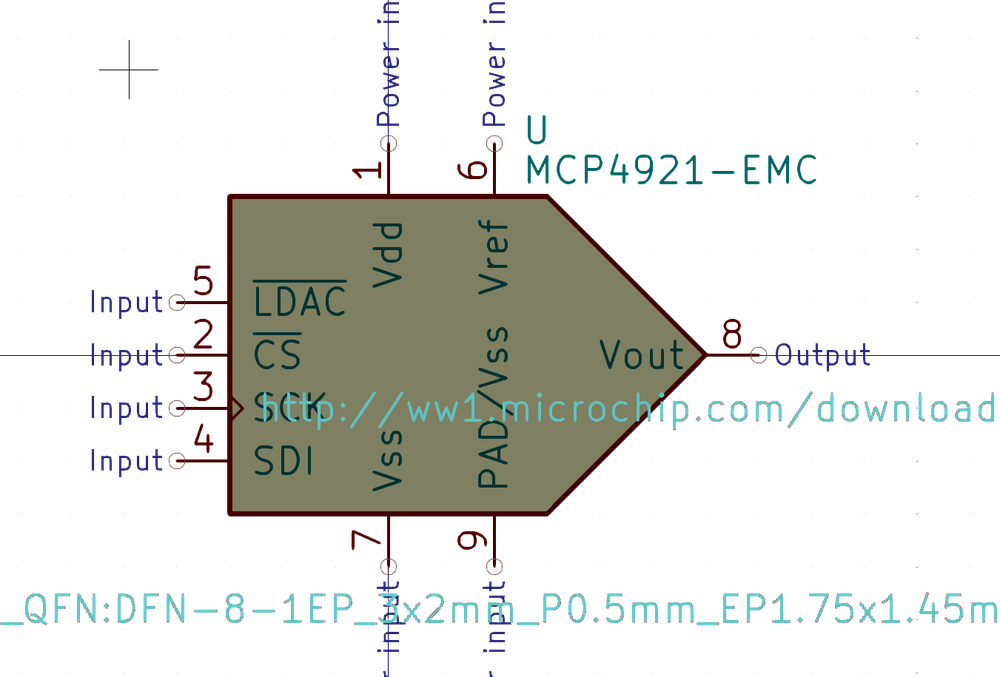 Power in
Power in
U
MCP4921-EMC
1
6
Vdd
Vref
5
Input
LDAC
2
Input
CS
3
Input
SCK
4
Input
SDI
Vout
8
Output
Vss
PAD/Vss
http://ww1.microchip.com/download
7
9
_QFN:DFN-8-1EP_3x2mm_P0.5mm_EP1.75x1.45m
r input
r input